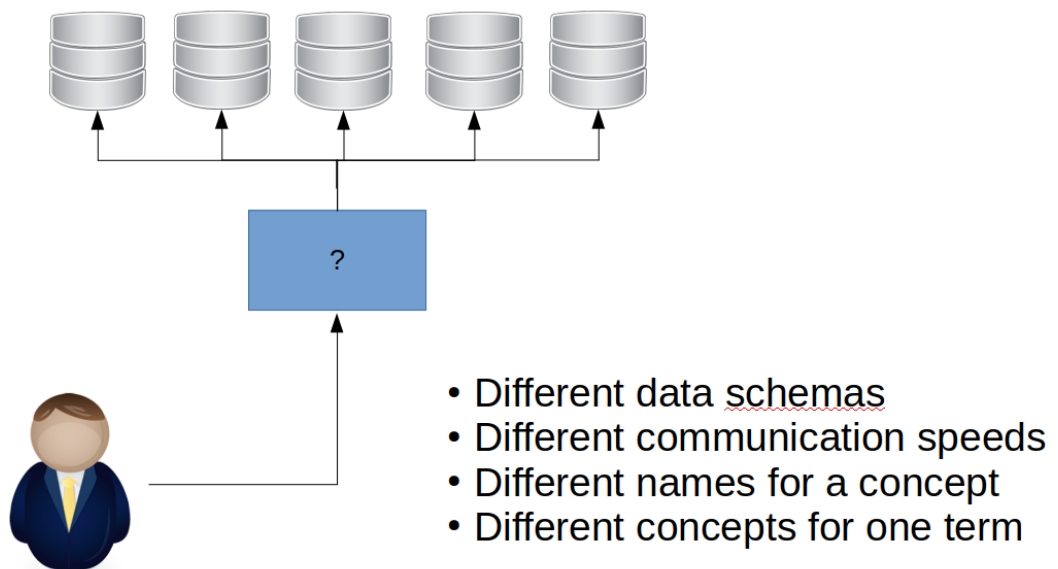 ?
• Different data schemas
• Different communication speeds
• Different names for a concept
• Different concepts for one term